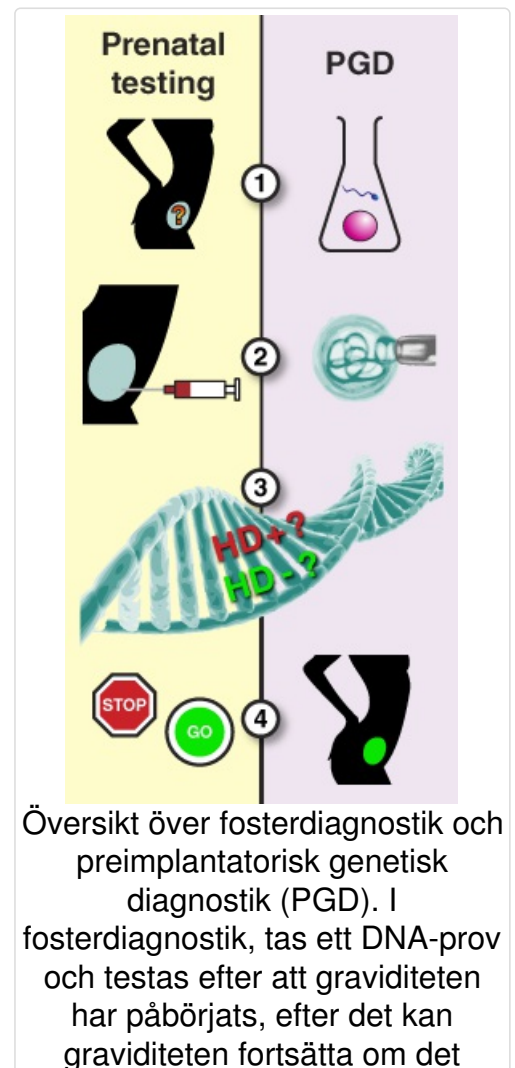 Prenatal
testing
PGD
?
1
2
3
HD+?
HD-?
STOP
GO
4
Översikt över fosterdiagnostik och
preimplantatorisk genetisk
diagnostik (PGD). I
fosterdiagnostik, tas ett DNA-prov
och testas efter att graviditeten
har påbörjats, efter det kan
graviditeten fortsätta om det